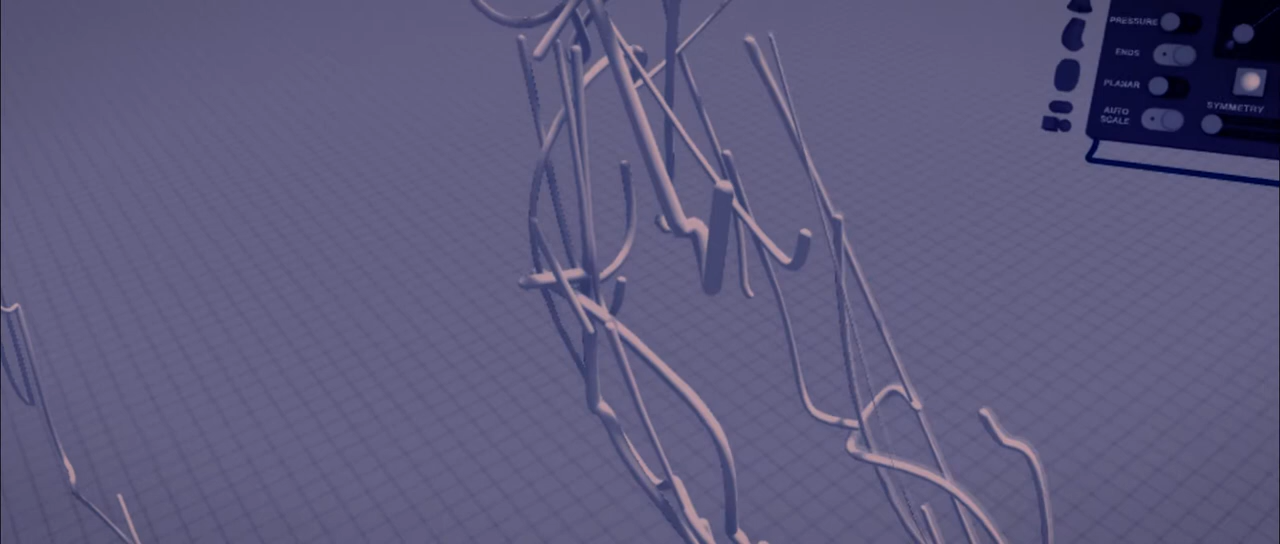 PRESSURE
ENDS
PLANAR
AUTO
SCALE
SYMMETRY